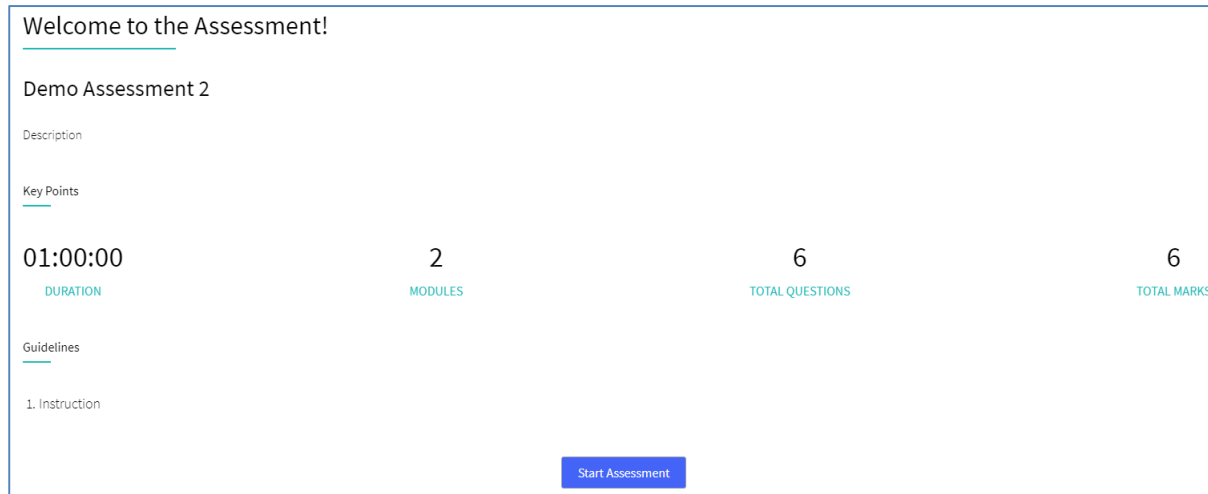 Welcome to the Assessment!
Demo Assessment 2
Description
Key Points
01:00:00 2 6 6
DURATION MODULES TOTAL QUESTIONS TOTAL MARKS
Guidelines
1. Instruction
Start Assessment